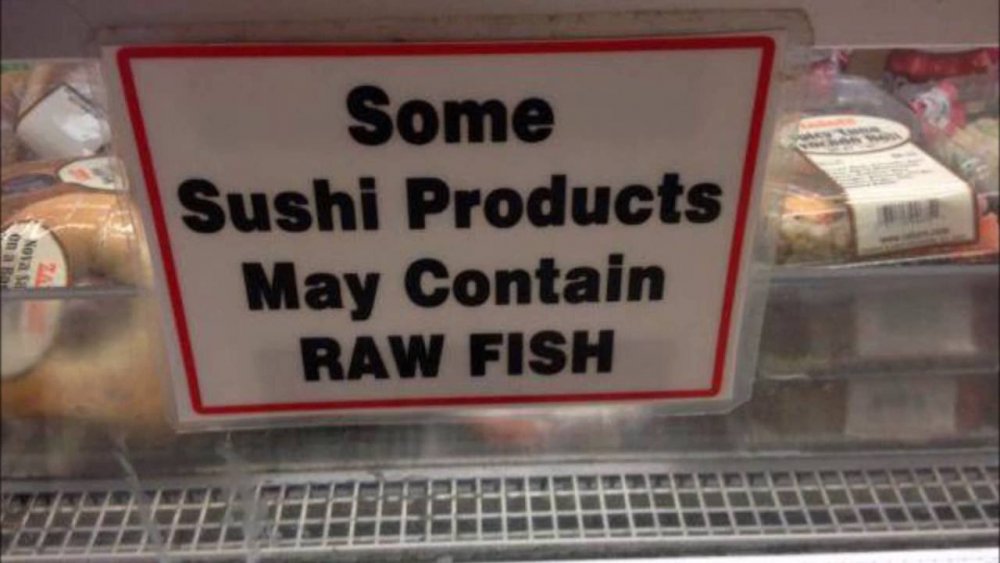 Some
Sushi Products
May Contain
RAW FISH